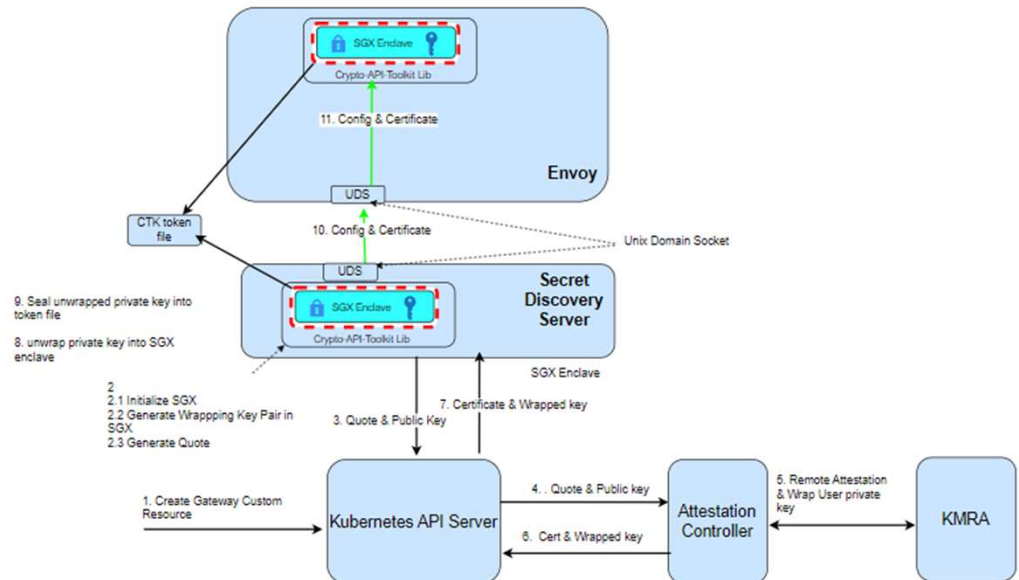 SGX Enclave
Crypto-API-Toolkit Lib
11. Config & Certificate
Envoy
UDS
CTK token
file
10. Config & Certificate
Unix Domain Socket
UDS
Secret
Discovery
Server
SGX Enclave
Crypto-API-Toolkit Lib
9. Seal unwrapped private key into
token file
8. unwrap private key into SGX
enclave
SGX Enclave
2
2.1 Initialize SGX
2.2 Generate Wrappping Key Pair in
SGX
2.3 Generate Quote
7. Certificate & Wrapped key
3. Quote & Public Key
1. Create Gateway Custom
Resource
Kubernetes API Server
4. . Quote & Public key
6. Cert & Wrapped key
Attestation
Controller
5. Remote Attestation
& Wrap User private
key
KMRA